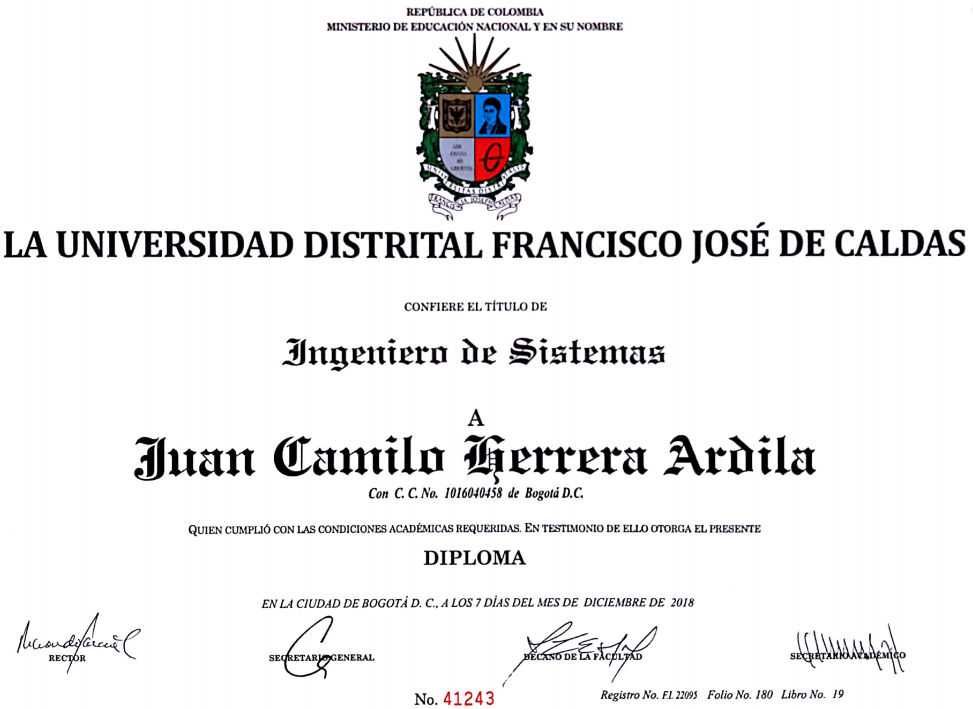 REPÚBLICA DE COLOMBIA
MINISTERIO DE EDUCACIÓN NACIONAL Y EN SU NOMBRE
LA UNIVERSIDAD DISTRITAL FRANCISCO JOSÉ DE CALDAS
CONFIERE EL TÍTULO DE
Ingeniero de Sistemas
A
Juan Camilo Herrera Ardila
Con C. C. No. 1016040458 de Bogotá D.C.
QUIEN CUMPLIÓ CON LAS CONDICIONES ACADÉMICAS REQUERIDAS. EN TESTIMONIO DE ELLO OTORGA EL PRESENTE
DIPLOMA
EN LA CIUDAD DE BOGOTÁ D. C., A LOS 7 DÍAS DEL MES DE DICIEMBRE DE 2018
RECTOR
SECRETARIO GENERAL
DECANO DE LA FACULTAD
SECRETARIO ACADÉMICO
No. 41243
Registro No. F.I. 22095 Folio No. 180 Libro No. 19